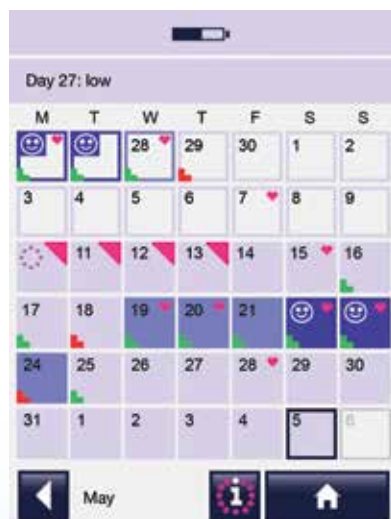 Day 27: low
M T W T F S S
28 29 30 1 2
3 4 5 6 7 8 9
11 12 13 14 15 16
17 18 19 20 21
24 25 26 27 28 29 30
31 1 2 3 4 5 6
May i